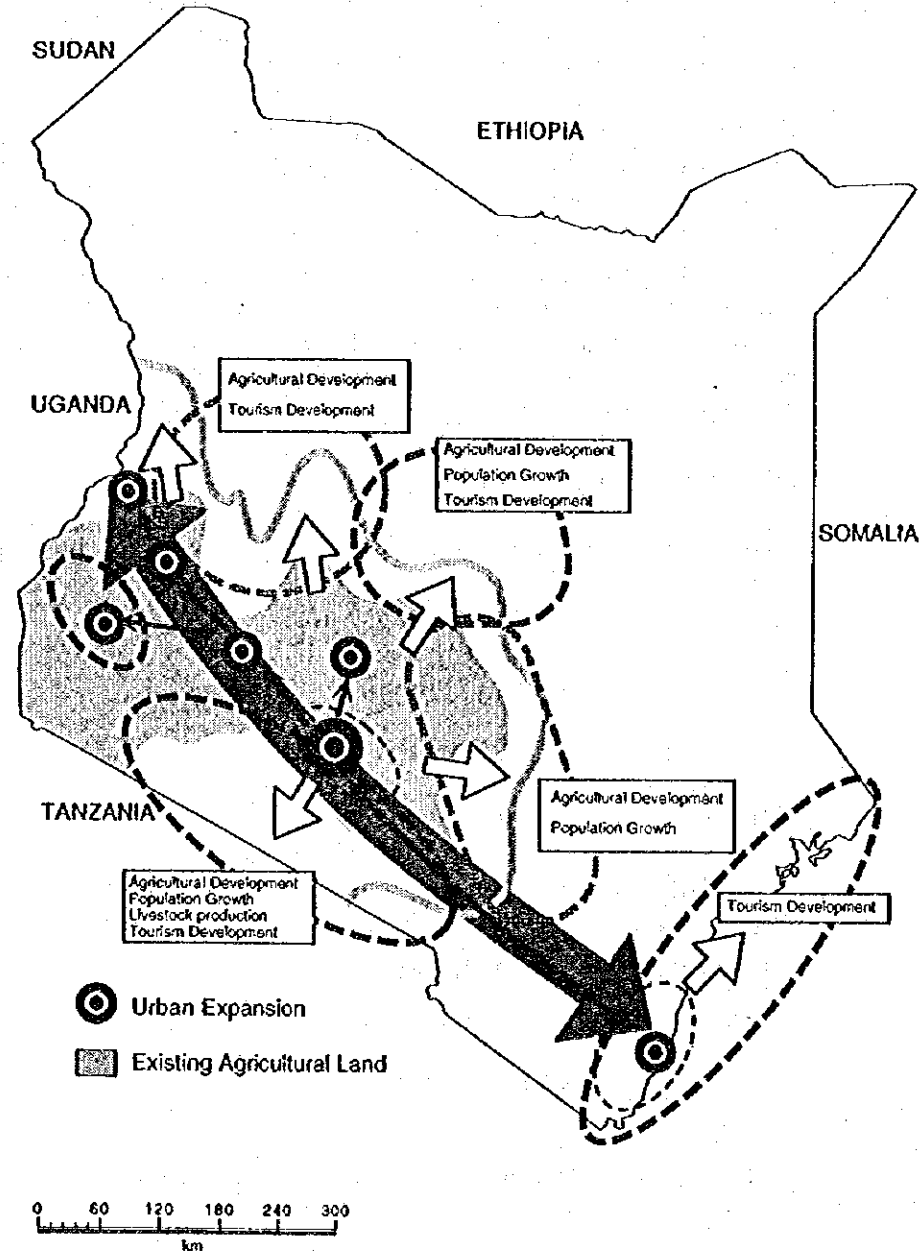 SUDAN
ETHIOPIA
UGANDA
Agricultural Development
Tourism Development
Agricultural Development
Population Growth
Tourism Development
SOMALIA
TANZANIA
Agricultural Development
Population Growth
Agricultural Development
Population Growth
Livestock production
Tourism Development
Tourism Development
Urban Expansion
Existing Agricultural Land
0 60 120 180 240 300
km